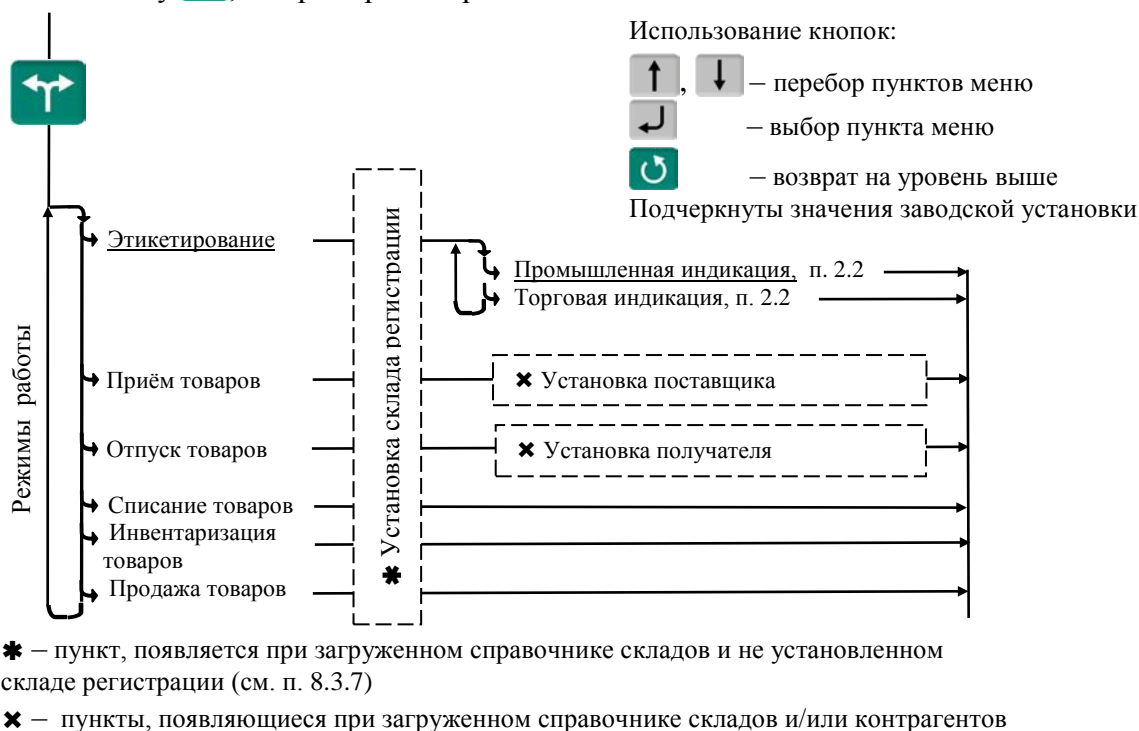 Использование кнопок:
, – перебор пунктов меню
– выбор пункта меню
– возврат на уровень выше
Подчеркнуты значения заводской установки
Режимы работы
Этикетирование
Приём товаров
Отпуск товаров
Списание товаров
Инвентаризация
товаров
Продажа товаров
✱ Установка склада регистрации
Промышленная индикация, п. 2.2
Торговая индикация, п. 2.2
✖ Установка поставщика
✖ Установка получателя
✱ – пункт, появляется при загруженном справочнике складов и не установленном
складе регистрации (см. п. 8.3.7)
✖ – пункты, появляющиеся при загруженном справочнике складов и/или контрагентов